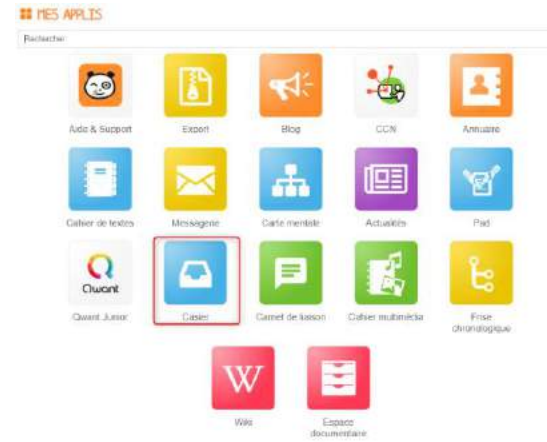 MES APPLIS
Rechercher
Aide & Support
Export
Blog
CCN
Annuaire
Cahier de textes
Messagerie
Carte mentale
Actualités
Pad
Qwant
Qwant Junior
Casier
Carnet de liaison
Cahier multimédia
Frise
chronologique
W
Wiki
Espace
documentaire